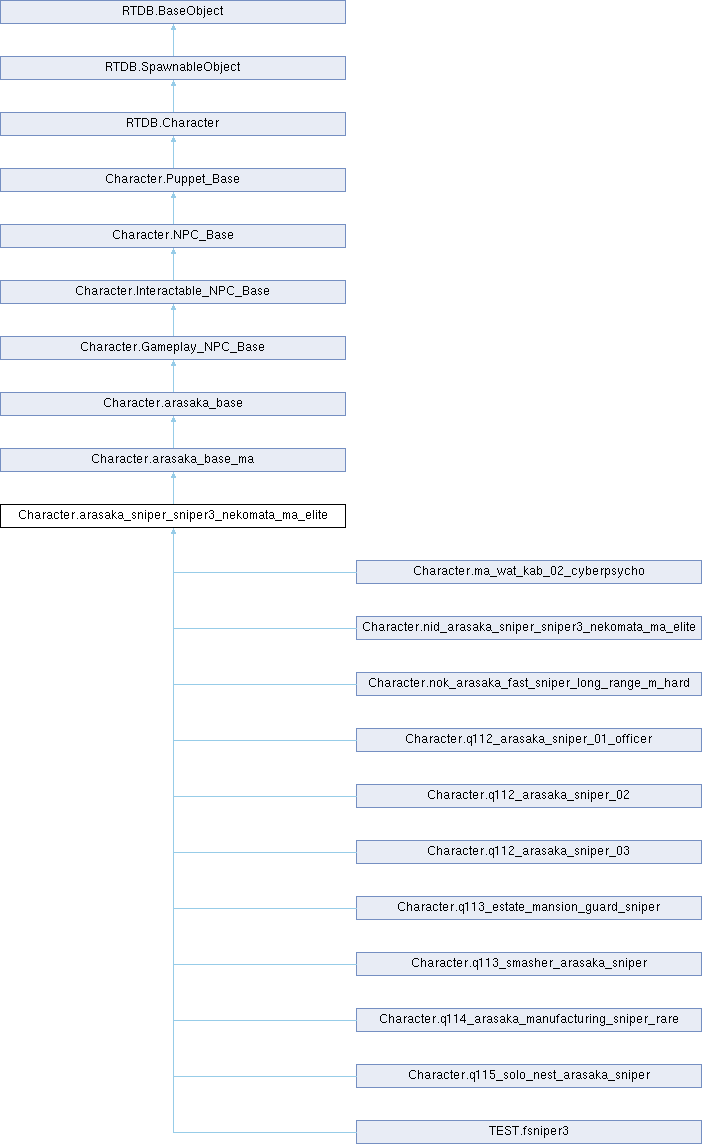 RTDB.BaseObject
RTDB.SpawnableObject
RTDB.Character
Character.Puppet_Base
Character.NPC_Base
Character.Interactable_NPC_Base
Character.Gameplay_NPC_Base
Character.arasaka_base
Character.arasaka_base_ma
Character.arasaka_sniper_sniper3_nekomata_ma_elite
Character.ma_wat_kab_02_cyberpsycho
Character.nid_arasaka_sniper_sniper3_nekomata_ma_elite
Character.nok_arasaka_fast_sniper_long_range_m_hard
Character.q112_arasaka_sniper_01_officer
Character.q112_arasaka_sniper_02
Character.q112_arasaka_sniper_03
Character.q113_estate_mansion_guard_sniper
Character.q113_smasher_arasaka_sniper
Character.q114_arasaka_manufacturing_sniper_rare
Character.q115_solo_nest_arasaka_sniper
TEST.fsniper3